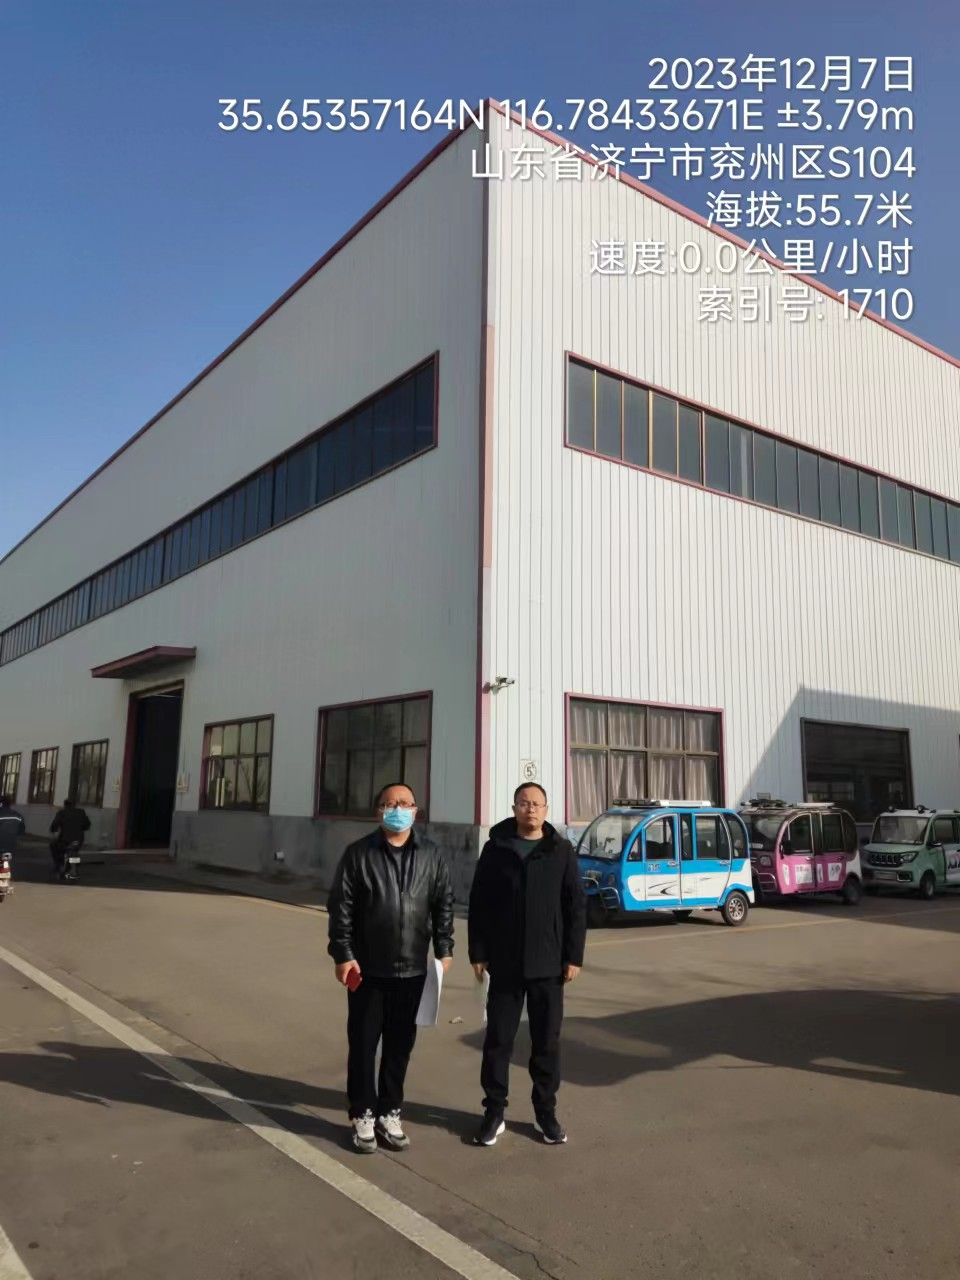 2023年12月7日
35.65357164N 116.78433671E ±3.79m
山东省济宁市兖州区S104
海拔:55.7米
速度:0.0公里/小时
索引号: 1710
5